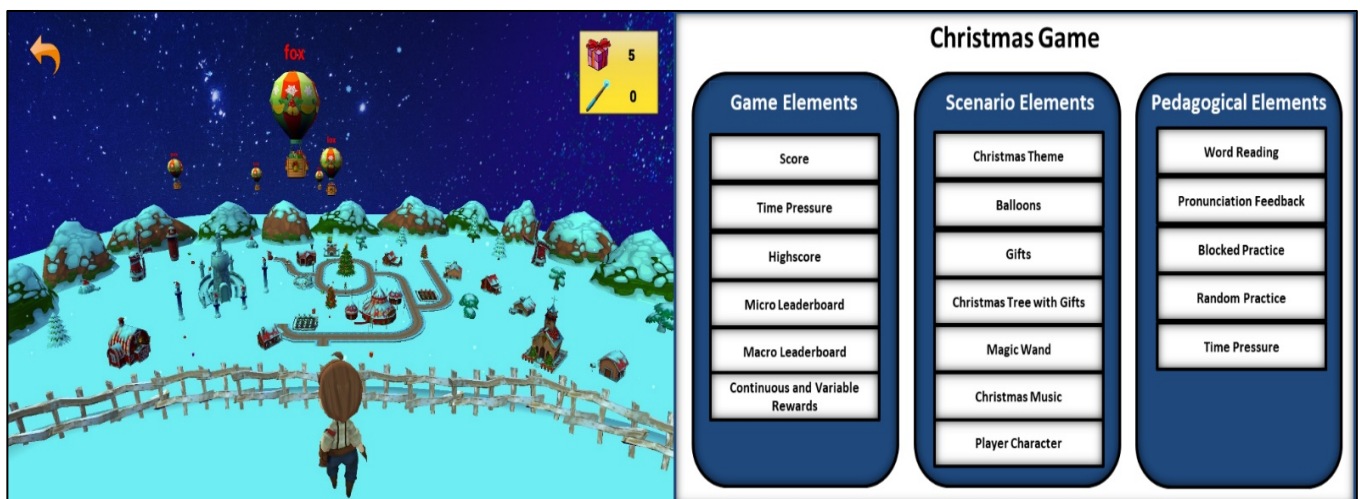 fox
5
0
fox
Christmas Game
Game Elements
Score
Time Pressure
Highscore
Micro Leaderboard
Macro Leaderboard
Continuous and Variable
Rewards
Scenario Elements
Christmas Theme
Balloons
Gifts
Christmas Tree with Gifts
Magic Wand
Christmas Music
Player Character
Pedagogical Elements
Word Reading
Pronunciation Feedback
Blocked Practice
Random Practice
Time Pressure